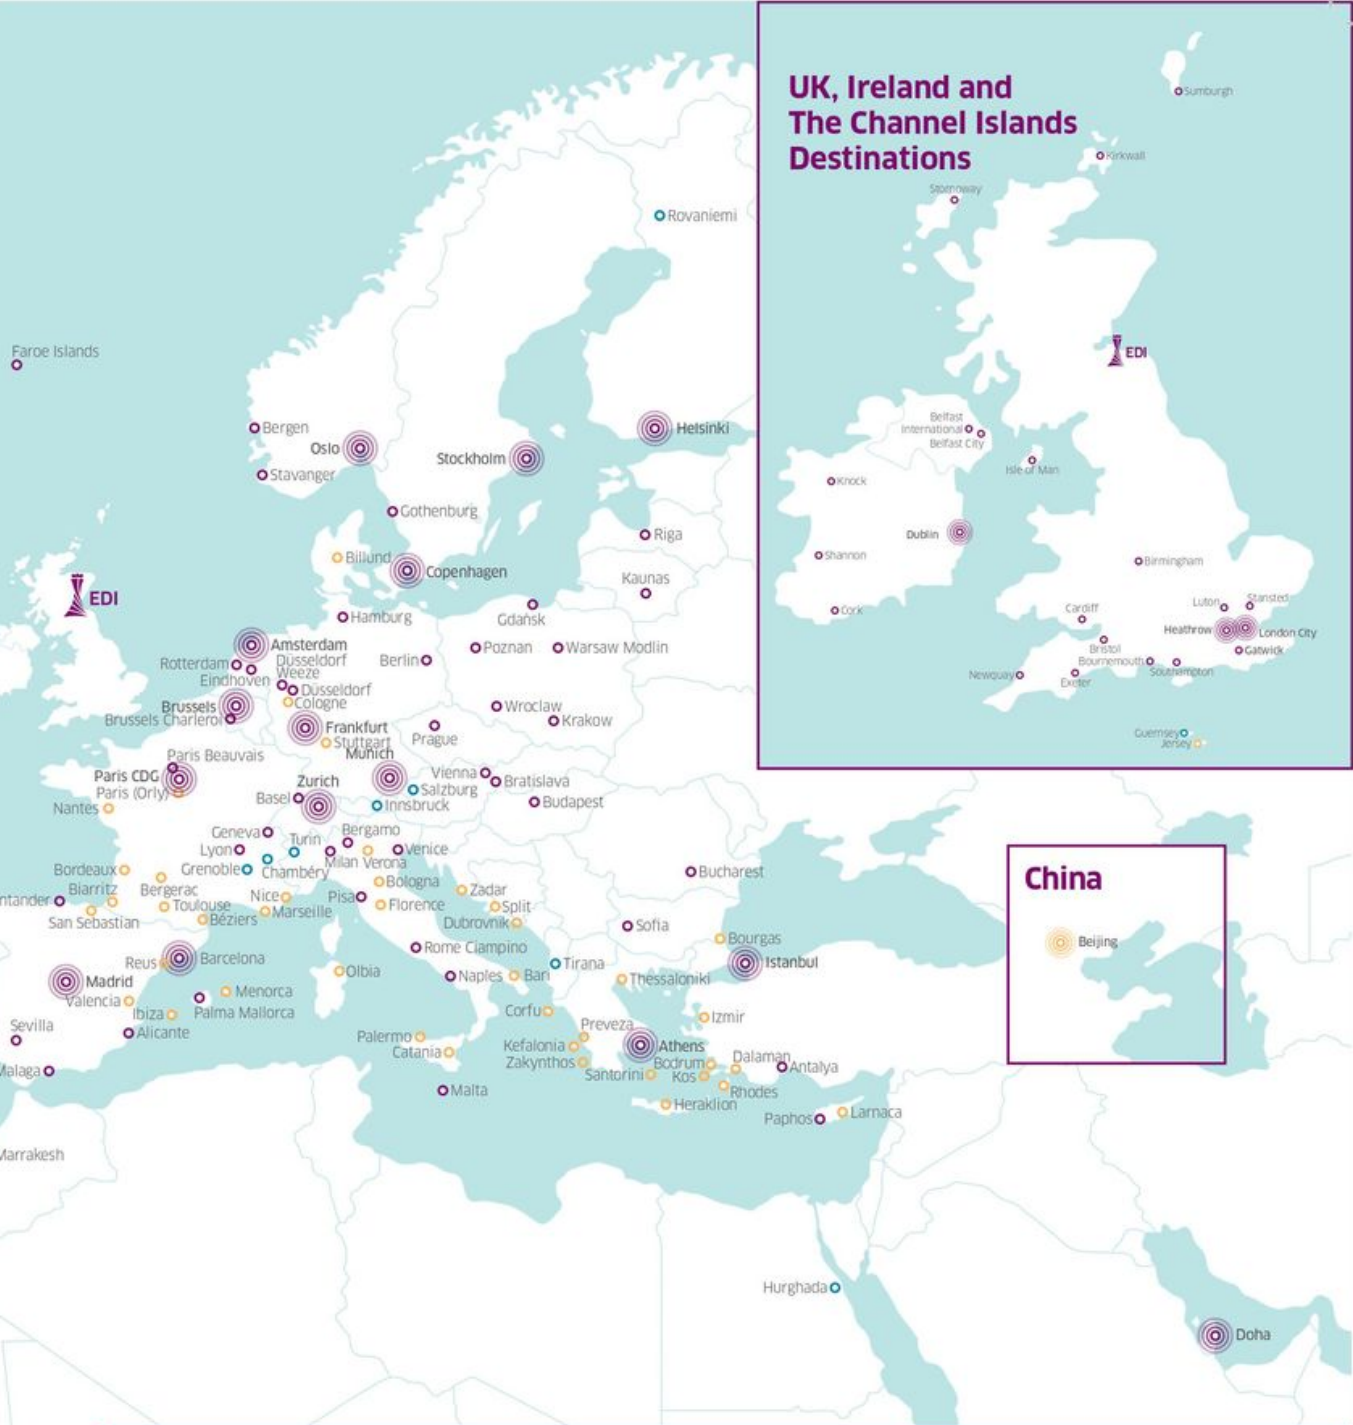 UK, Ireland and
The Channel Islands
Destinations
Sumburgh
Kirkwall
Stornoway
EDI
Belfast
International
Belfast City
Isle of Man
Knock
Dublin
Shannon
Cork
Birmingham
Luton
Stansted
Cardiff
Heathrow
London City
Bristol
Gatwick
Bournemouth
Southampton
Newquay
Exeter
Guernsey
Jersey
Rovaniemi
Faroe Islands
Bergen
Oslo
Helsinki
Stockholm
Stavanger
Gothenburg
Riga
Billund
Copenhagen
Kaunas
EDI
Hamburg
Gdańsk
Amsterdam
Rotterdam
Düsseldorf
Weeze
Eindhoven
Berlin
Poznan
Warsaw Modlin
Düsseldorf
Cologne
Brussels
Brussels Charleroi
Wroclaw
Krakow
Frankfurt
Stuttgart
Prague
Munich
Paris Beauvais
Paris CDG
Paris (Orly)
Zurich
Vienna
Bratislava
Salzburg
Basel
Innsbruck
Budapest
Nantes
Geneva
Turin
Bergamo
Lyon
Milan
Verona
Venice
Grenoble
Chambéry
Bordeaux
Bucharest
Biarritz
Bergerac
Nice
Pisa
Bologna
Zadar
ntander
Toulouse
Marseille
Florence
Split
San Sebastian
Béziers
Dubrovnik
Sofia
Bourgas
Rome Ciampino
Reus
Barcelona
Tirana
Istanbul
Madrid
Olbia
Naples
Bari
Thessaloniki
Valencia
Menorca
Ibiza
Palma Mallorca
Corfu
Izmir
Sevilla
Alicante
Palermo
Preveza
Catania
Kefalonia
Athens
Zakynthos
Bodrum
Dalaman
Malaga
Santorini
Kos
Antalya
Malta
Rhodes
Heraklion
Paphos
Larnaca
Marrakesh
Hurghada
Doha
China
Beijing